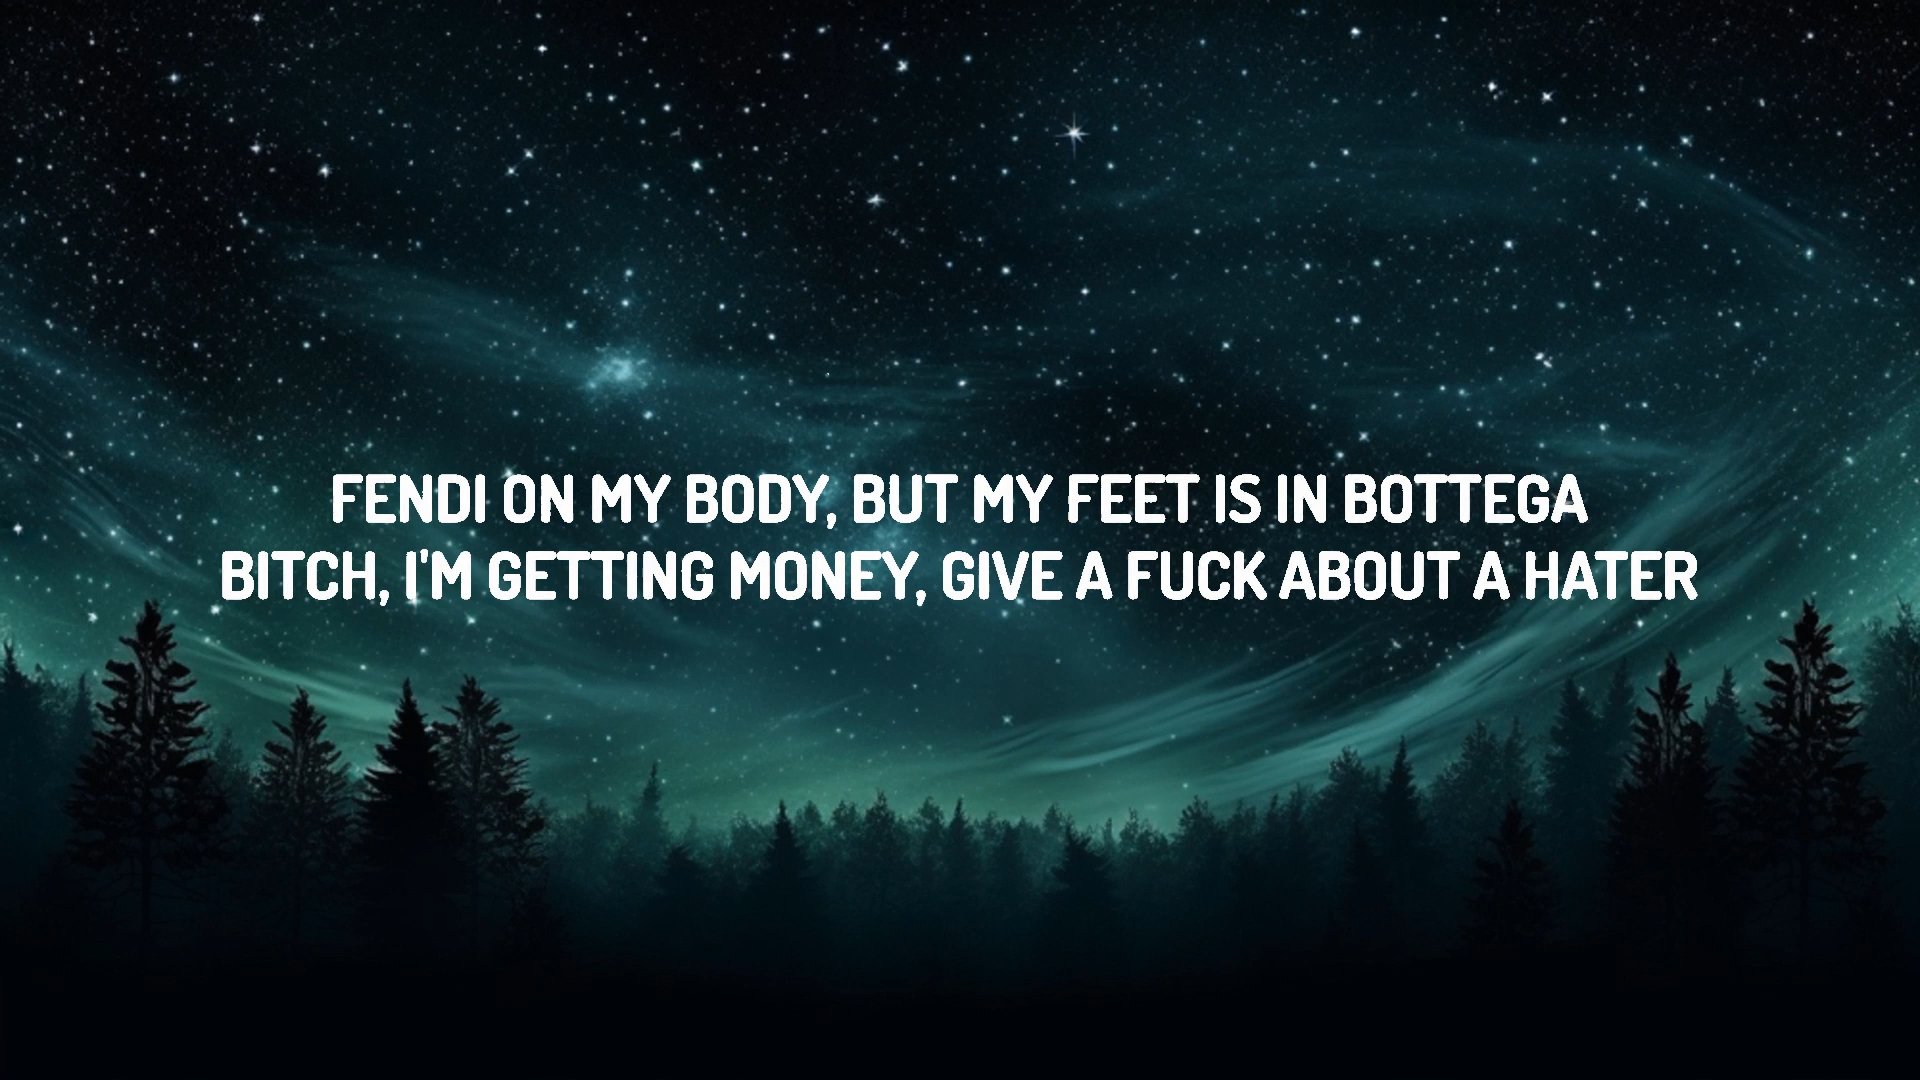 FENDI ON MY BODY, BUT MY FEET IS IN BOTTEGA
BITCH, I'M GETTING MONEY, GIVE A FUCK ABOUT A HATER